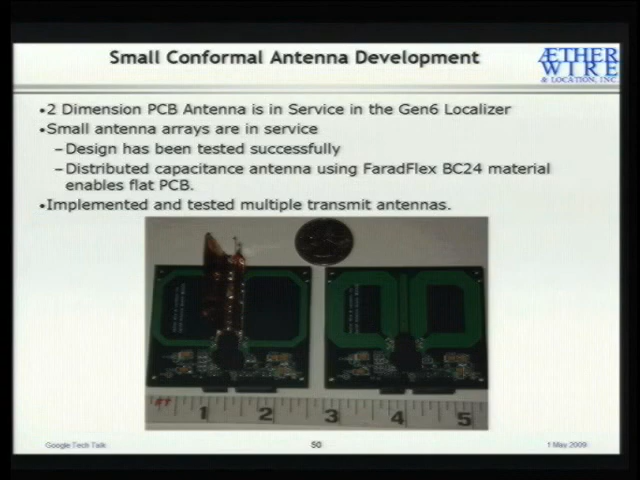 Small Conformal Antenna Development
ÆTHER
WIRE
& LOCATION, INC.
•2 Dimension PCB Antenna is in Service in the Gen6 Localizer
•Small antenna arrays are in service
–Design has been tested successfully
–Distributed capacitance antenna using FaradFlex BC24 material
enables flat PCB.
•Implemented and tested multiple transmit antennas.
1 2 3 4 5
Google Tech Talk
50
1 May 2009